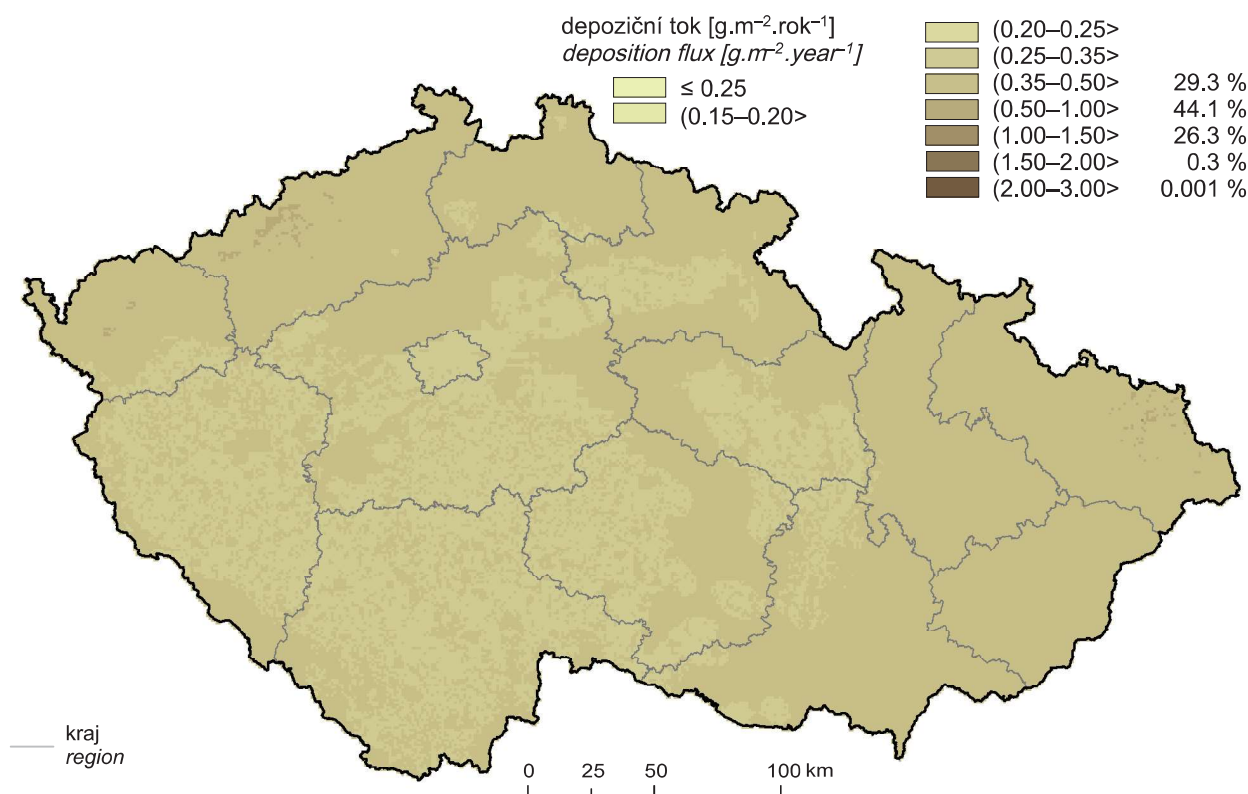 depoziční tok [g.m⁻².rok⁻¹]
deposition flux [g.m⁻².year⁻¹]
≤ 0.25
(0.15–0.20>
(0.20–0.25>
(0.25–0.35>
(0.35–0.50> 29.3 %
(0.50–1.00> 44.1 %
(1.00–1.50> 26.3 %
(1.50–2.00> 0.3 %
(2.00–3.00> 0.001 %
kraj
region
0 25 50 100 km